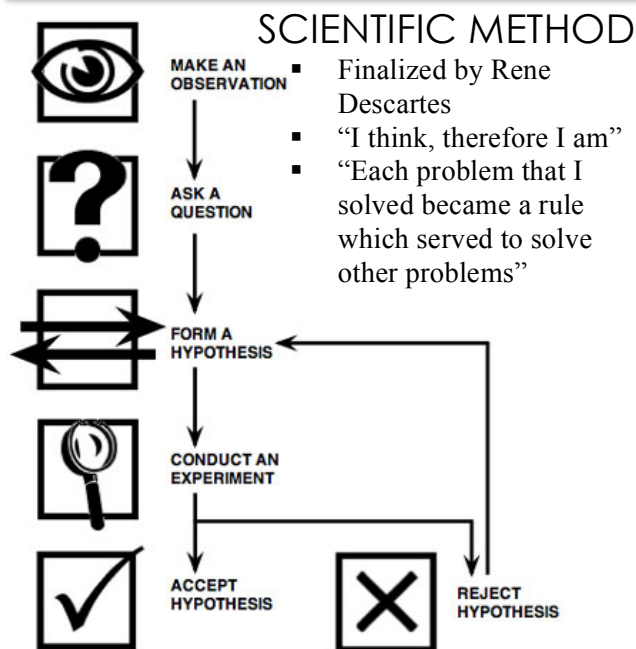 SCIENTIFIC METHOD
▪ Finalized by Rene
Descartes
▪ “I think, therefore I am”
▪ “Each problem that I
solved became a rule
which served to solve
other problems”
MAKE AN
OBSERVATION
?
ASK A
QUESTION
FORM A
HYPOTHESIS
CONDUCT AN
EXPERIMENT
ACCEPT
HYPOTHESIS
REJECT
HYPOTHESIS